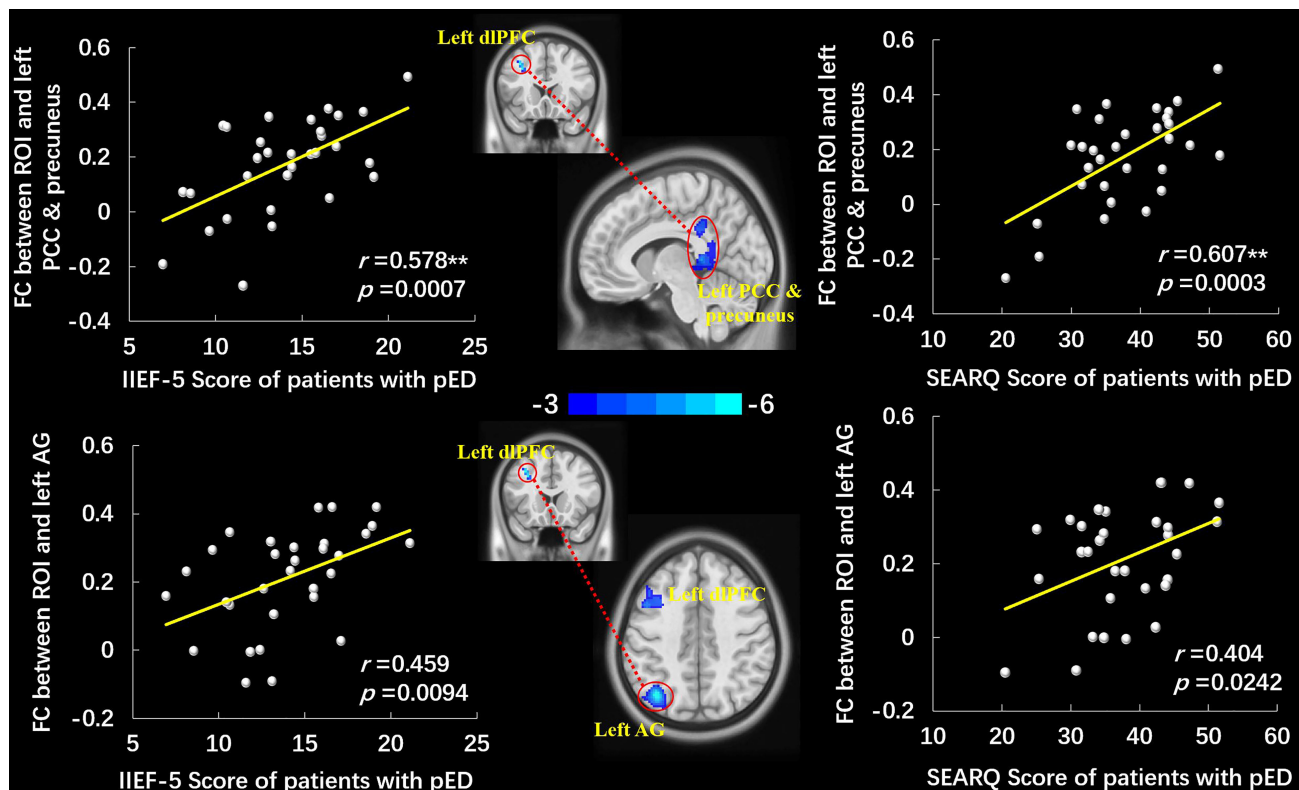 FC between ROI and left
PCC & precuneus
0.6
0.4
0.2
0
-0.2
-0.4
5
10
15
20
25
r=0.578**
p=0.0007
IIEF-5 Score of patients with pED
Left dlPFC
Left PCC &
precuneus
FC between ROI and left
PCC & precuneus
0.6
0.4
0.2
0
-0.2
-0.4
10
20
30
40
50
60
r=0.607**
p=0.0003
SEARQ Score of patients with pED
-3
-6
FC between ROI and left AG
0.6
0.4
0.2
0
-0.2
5
10
15
20
25
r=0.459
p=0.0094
IIEF-5 Score of patients with pED
Left dlPFC
Left dlPFC
Left AG
FC between ROI and left AG
0.6
0.4
0.2
0
-0.2
10
20
30
40
50
60
r=0.404
p=0.0242
SEARQ Score of patients with pED